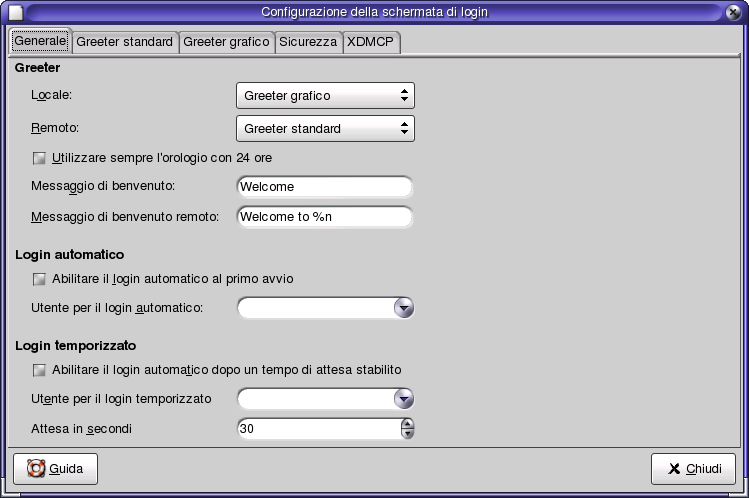 Configurazione della schermata di login
Generale Greeter standard Greeter grafico Sicurezza XDMCP
Greeter
Locale: Greeter grafico
Remoto: Greeter standard
Utilizzare sempre l'orologio con 24 ore
Messaggio di benvenuto: Welcome
Messaggio di benvenuto remoto: Welcome to %n
Login automatico
Abilitare il login automatico al primo avvio
Utente per il login automatico:
Login temporizzato
Abilitare il login automatico dopo un tempo di attesa stabilito
Utente per il login temporizzato
Attesa in secondi 30
Guida Chiudi